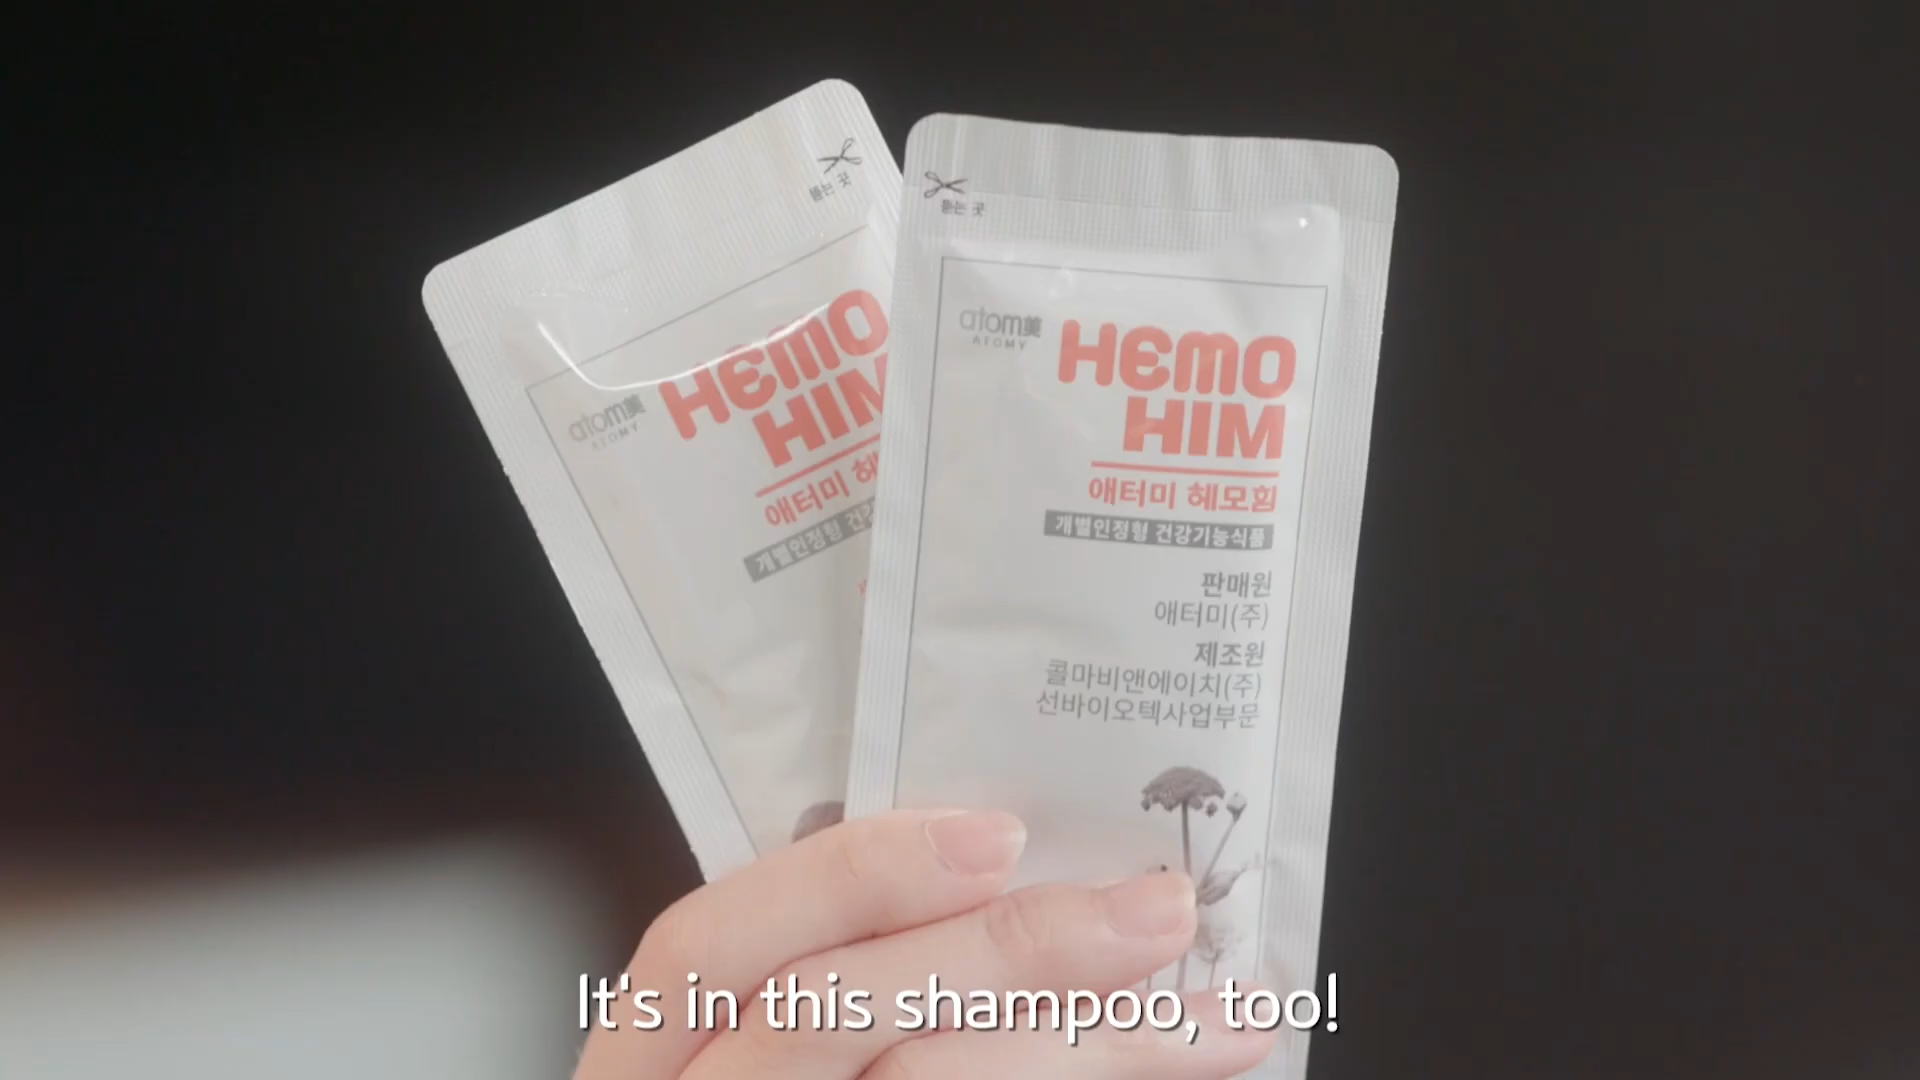 뜯는 곳
atom美
ATOMY
HEMO
HIM
애터미 헤
개별인정형 건강
뜯는 곳
atom美
ATOMY
HEMO
HIM
애터미 헤모힘
개별인정형 건강기능식품
판매원
애터미(주)
제조원
콜마비앤에이치(주)
선바이오텍사업부문
It's in this shampoo, too!